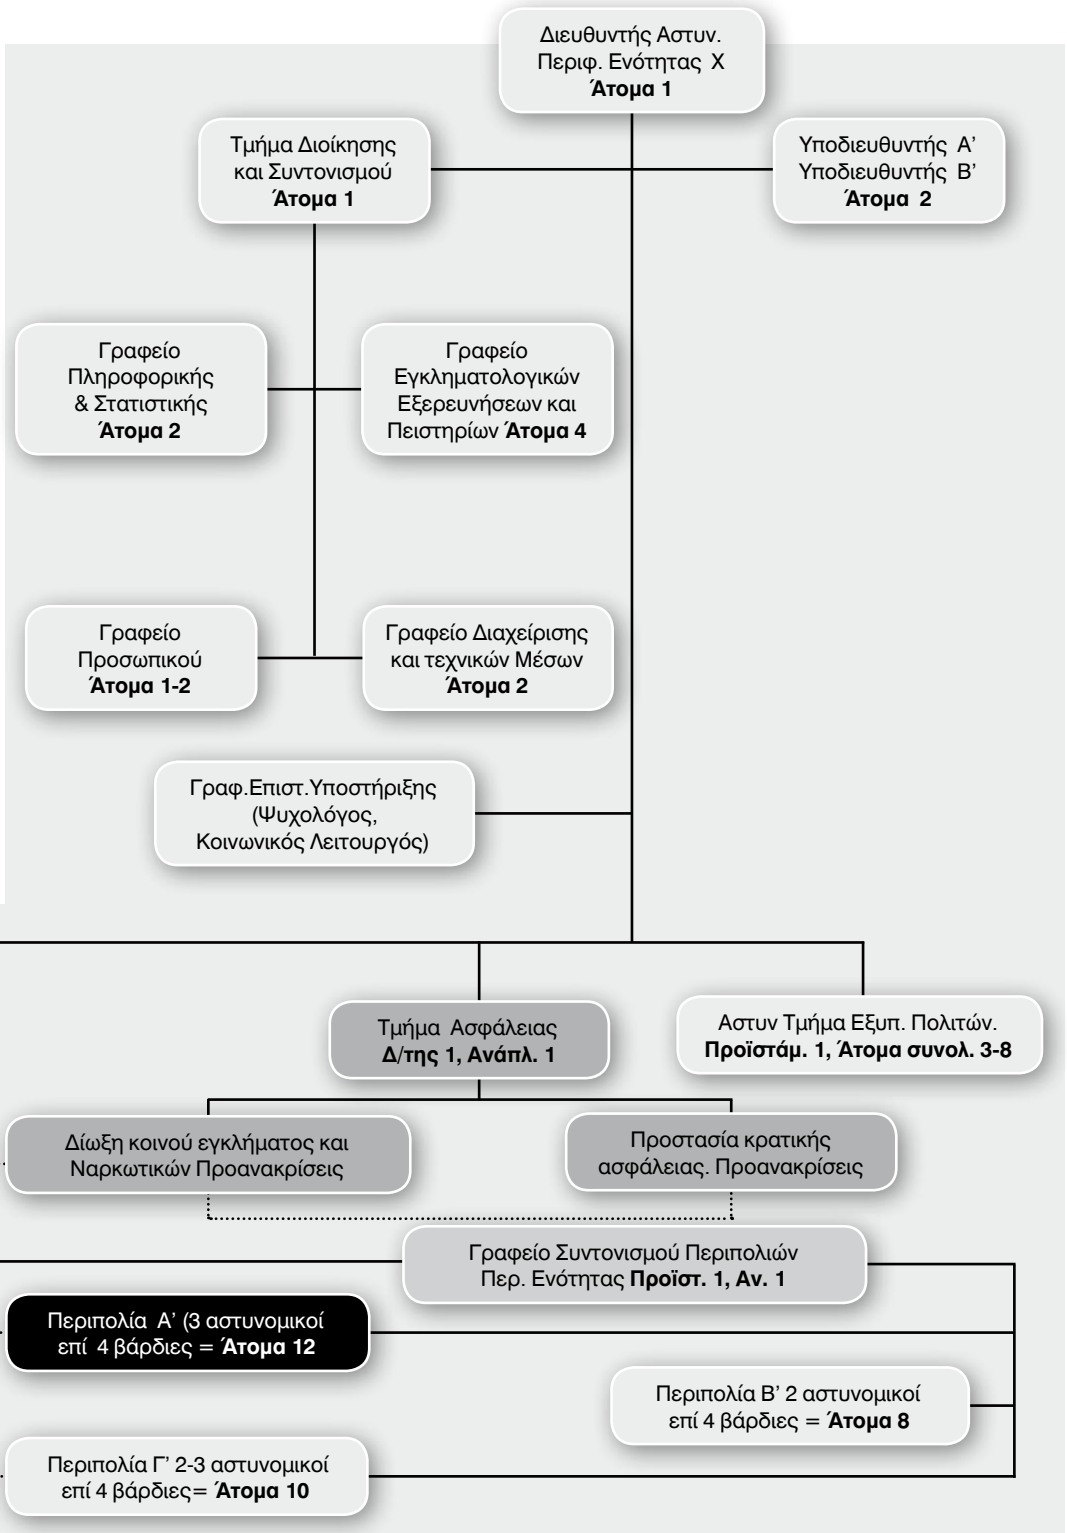 Διευθυντής Αστυν.
Περιφ. Ενότητας Χ
Άτομα 1
Τμήμα Διοίκησης
και Συντονισμού
Άτομα 1
Υποδιευθυντής Α'
Υποδιευθυντής Β'
Άτομα 2
Γραφείο
Πληροφορικής
& Στατιστικής
Άτομα 2
Γραφείο
Εγκληματολογικών
Εξερευνήσεων και
Πειστηρίων Άτομα 4
Γραφείο
Προσωπικού
Άτομα 1-2
Γραφείο Διαχείρισης
και τεχνικών Μέσων
Άτομα 2
Γραφ.Επιστ.Υποστήριξης
(Ψυχολόγος,
Κοινωνικός Λειτουργός)
Τμήμα Ασφάλειας
Δ/της 1, Ανάπλ. 1
Αστυν Τμήμα Εξυπ. Πολιτών.
Προϊστάμ. 1, Άτομα συνολ. 3-8
Δίωξη κοινού εγκλήματος και
Ναρκωτικών Προανακρίσεις
Προστασία κρατικής
ασφάλειας. Προανακρίσεις
Γραφείο Συντονισμού Περιπολιών
Περ. Ενότητας Προϊστ. 1, Αν. 1
Περιπολία Α' (3 αστυνομικοί
επί 4 βάρδιες = Άτομα 12
Περιπολία Β' 2 αστυνομικοί
επί 4 βάρδιες = Άτομα 8
Περιπολία Γ' 2-3 αστυνομικοί
επί 4 βάρδιες= Άτομα 10